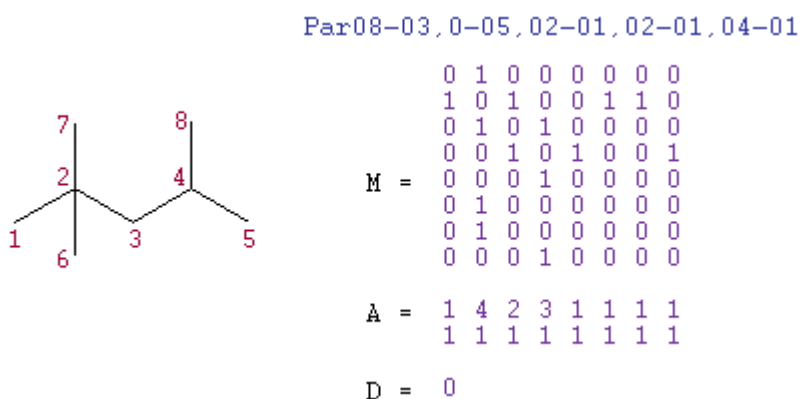 Par08-03,0-05,02-01,02-01,04-01
7
8
2
4
1
3
5
6
M =
0 1 0 0 0 0 0 0
1 0 1 0 0 1 1 0
0 1 0 1 0 0 0 0
0 0 1 0 1 0 0 1
0 0 0 1 0 0 0 0
0 1 0 0 0 0 0 0
0 1 0 0 0 0 0 0
0 0 0 1 0 0 0 0
A = 1 4 2 3 1 1 1 1
1 1 1 1 1 1 1 1
D = 0